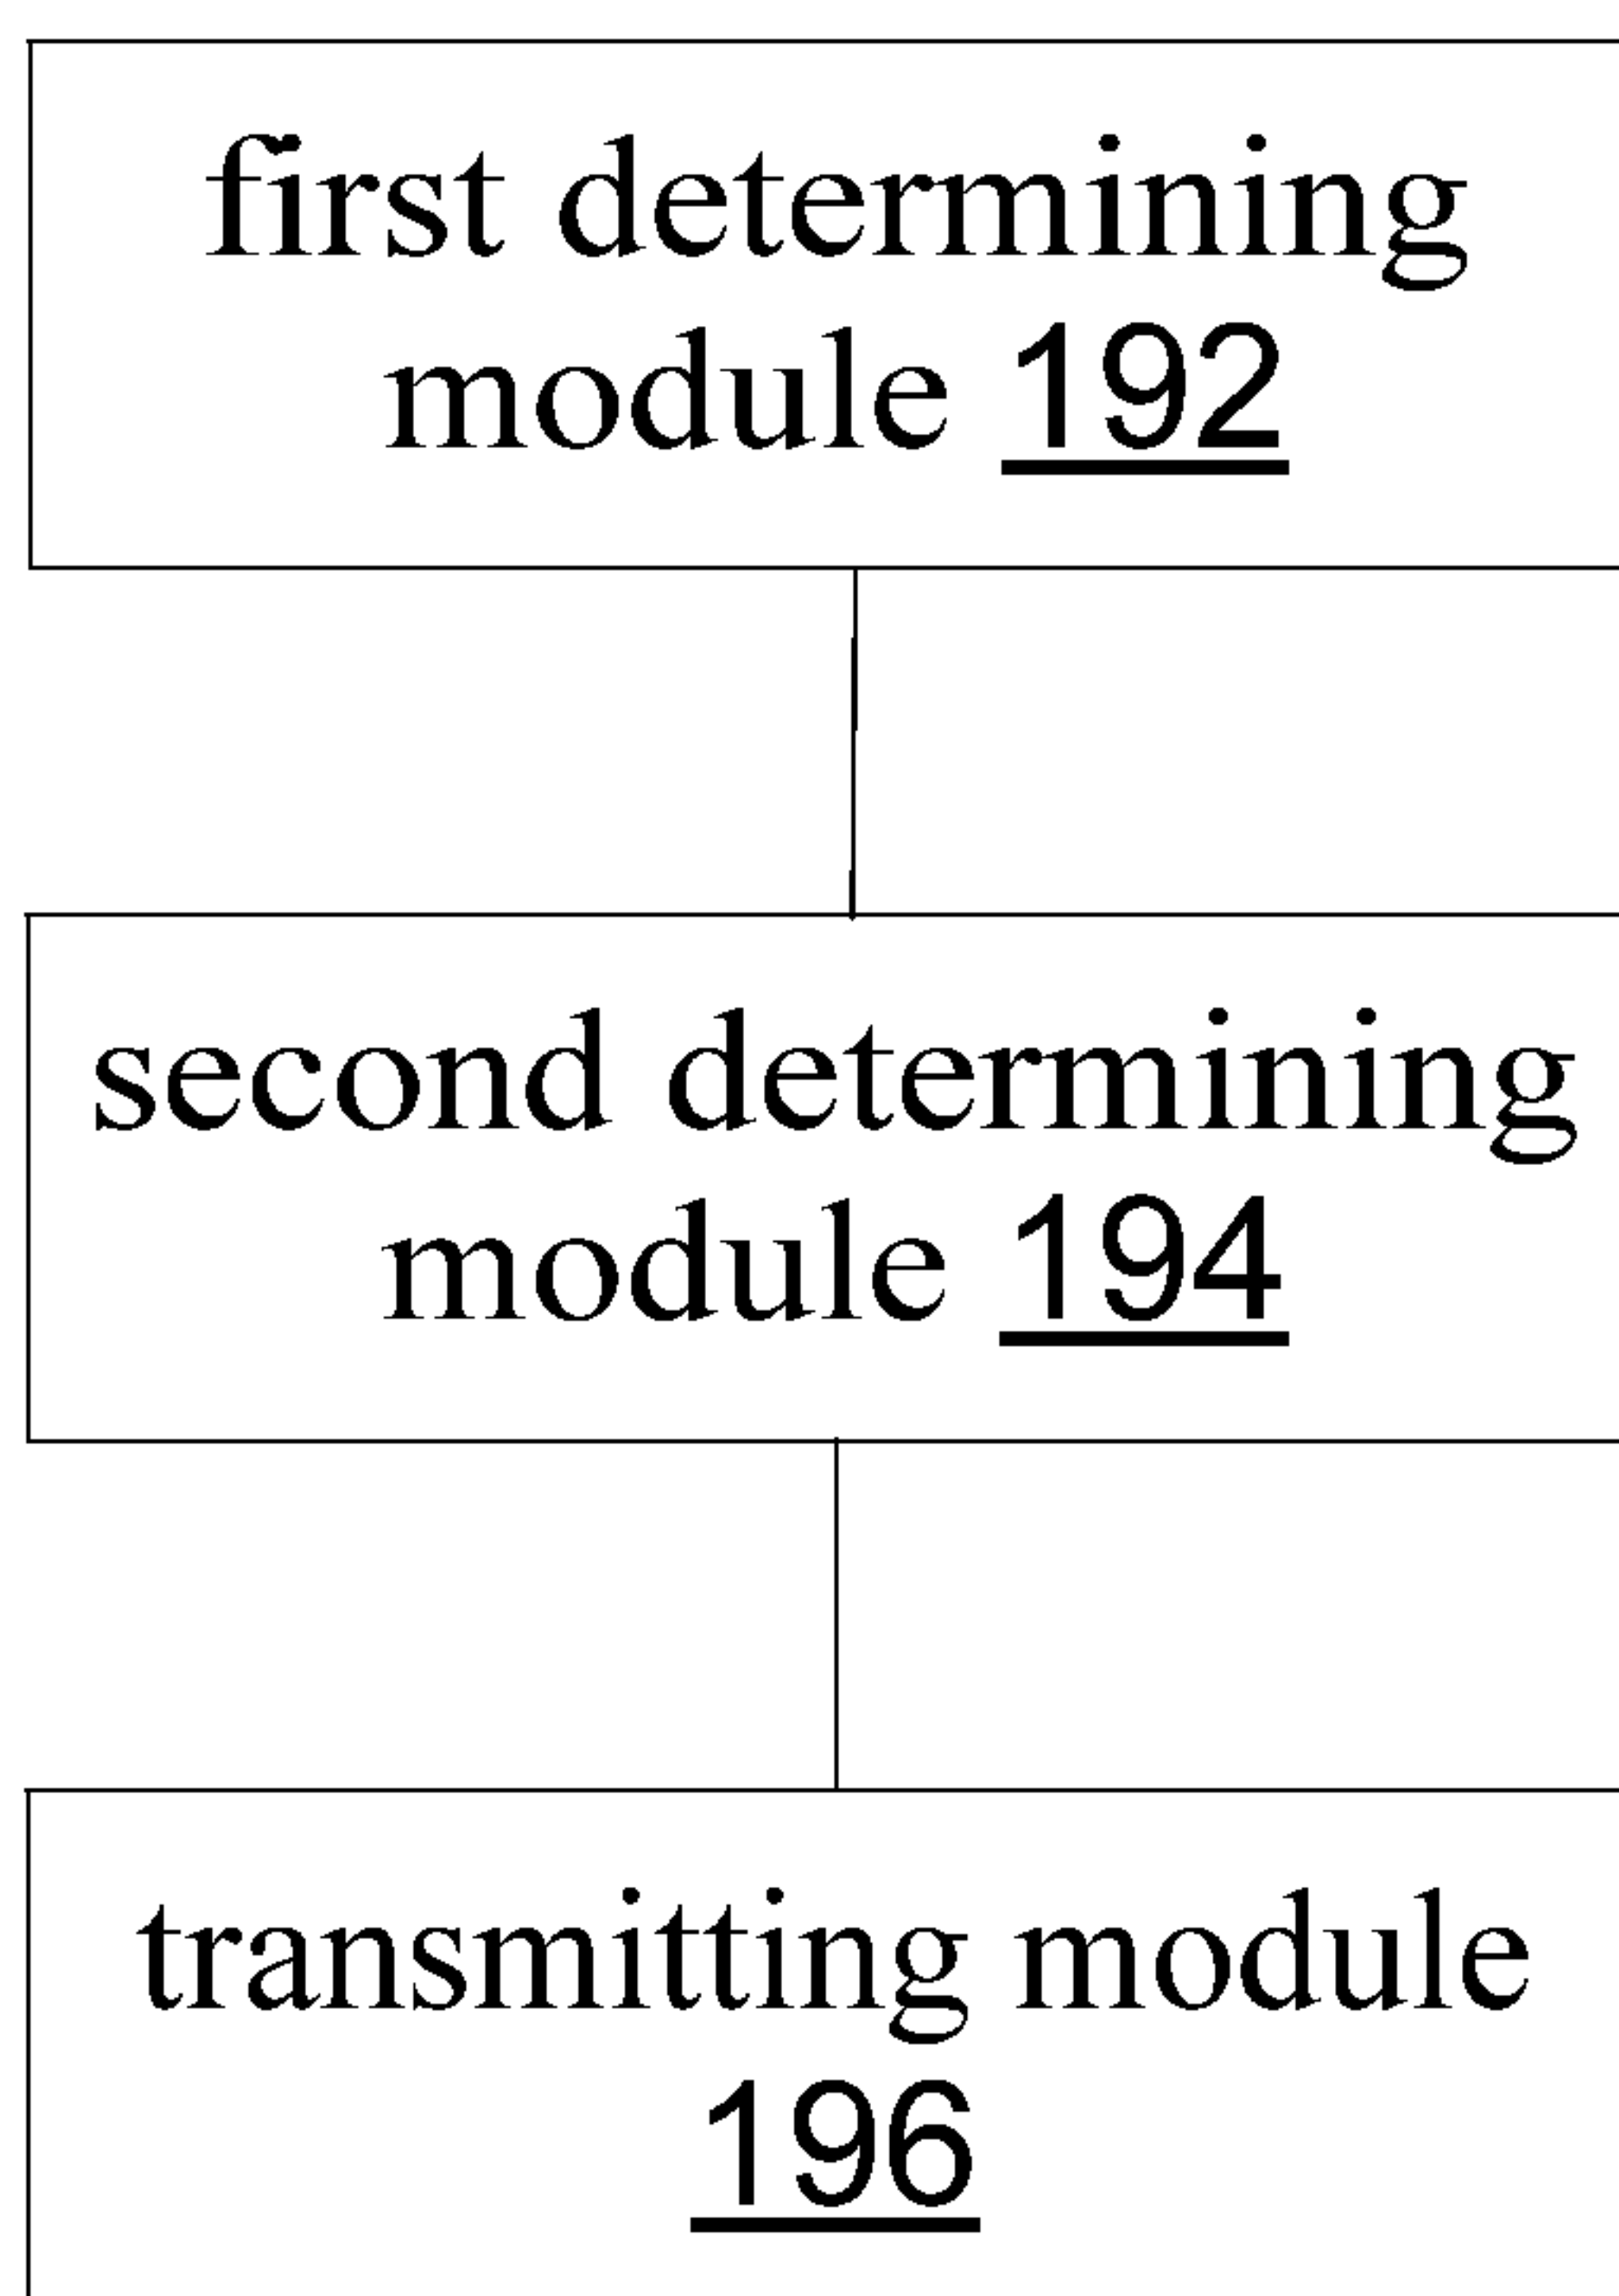 first determining
module 192
second determining
module 194
transmitting module
196